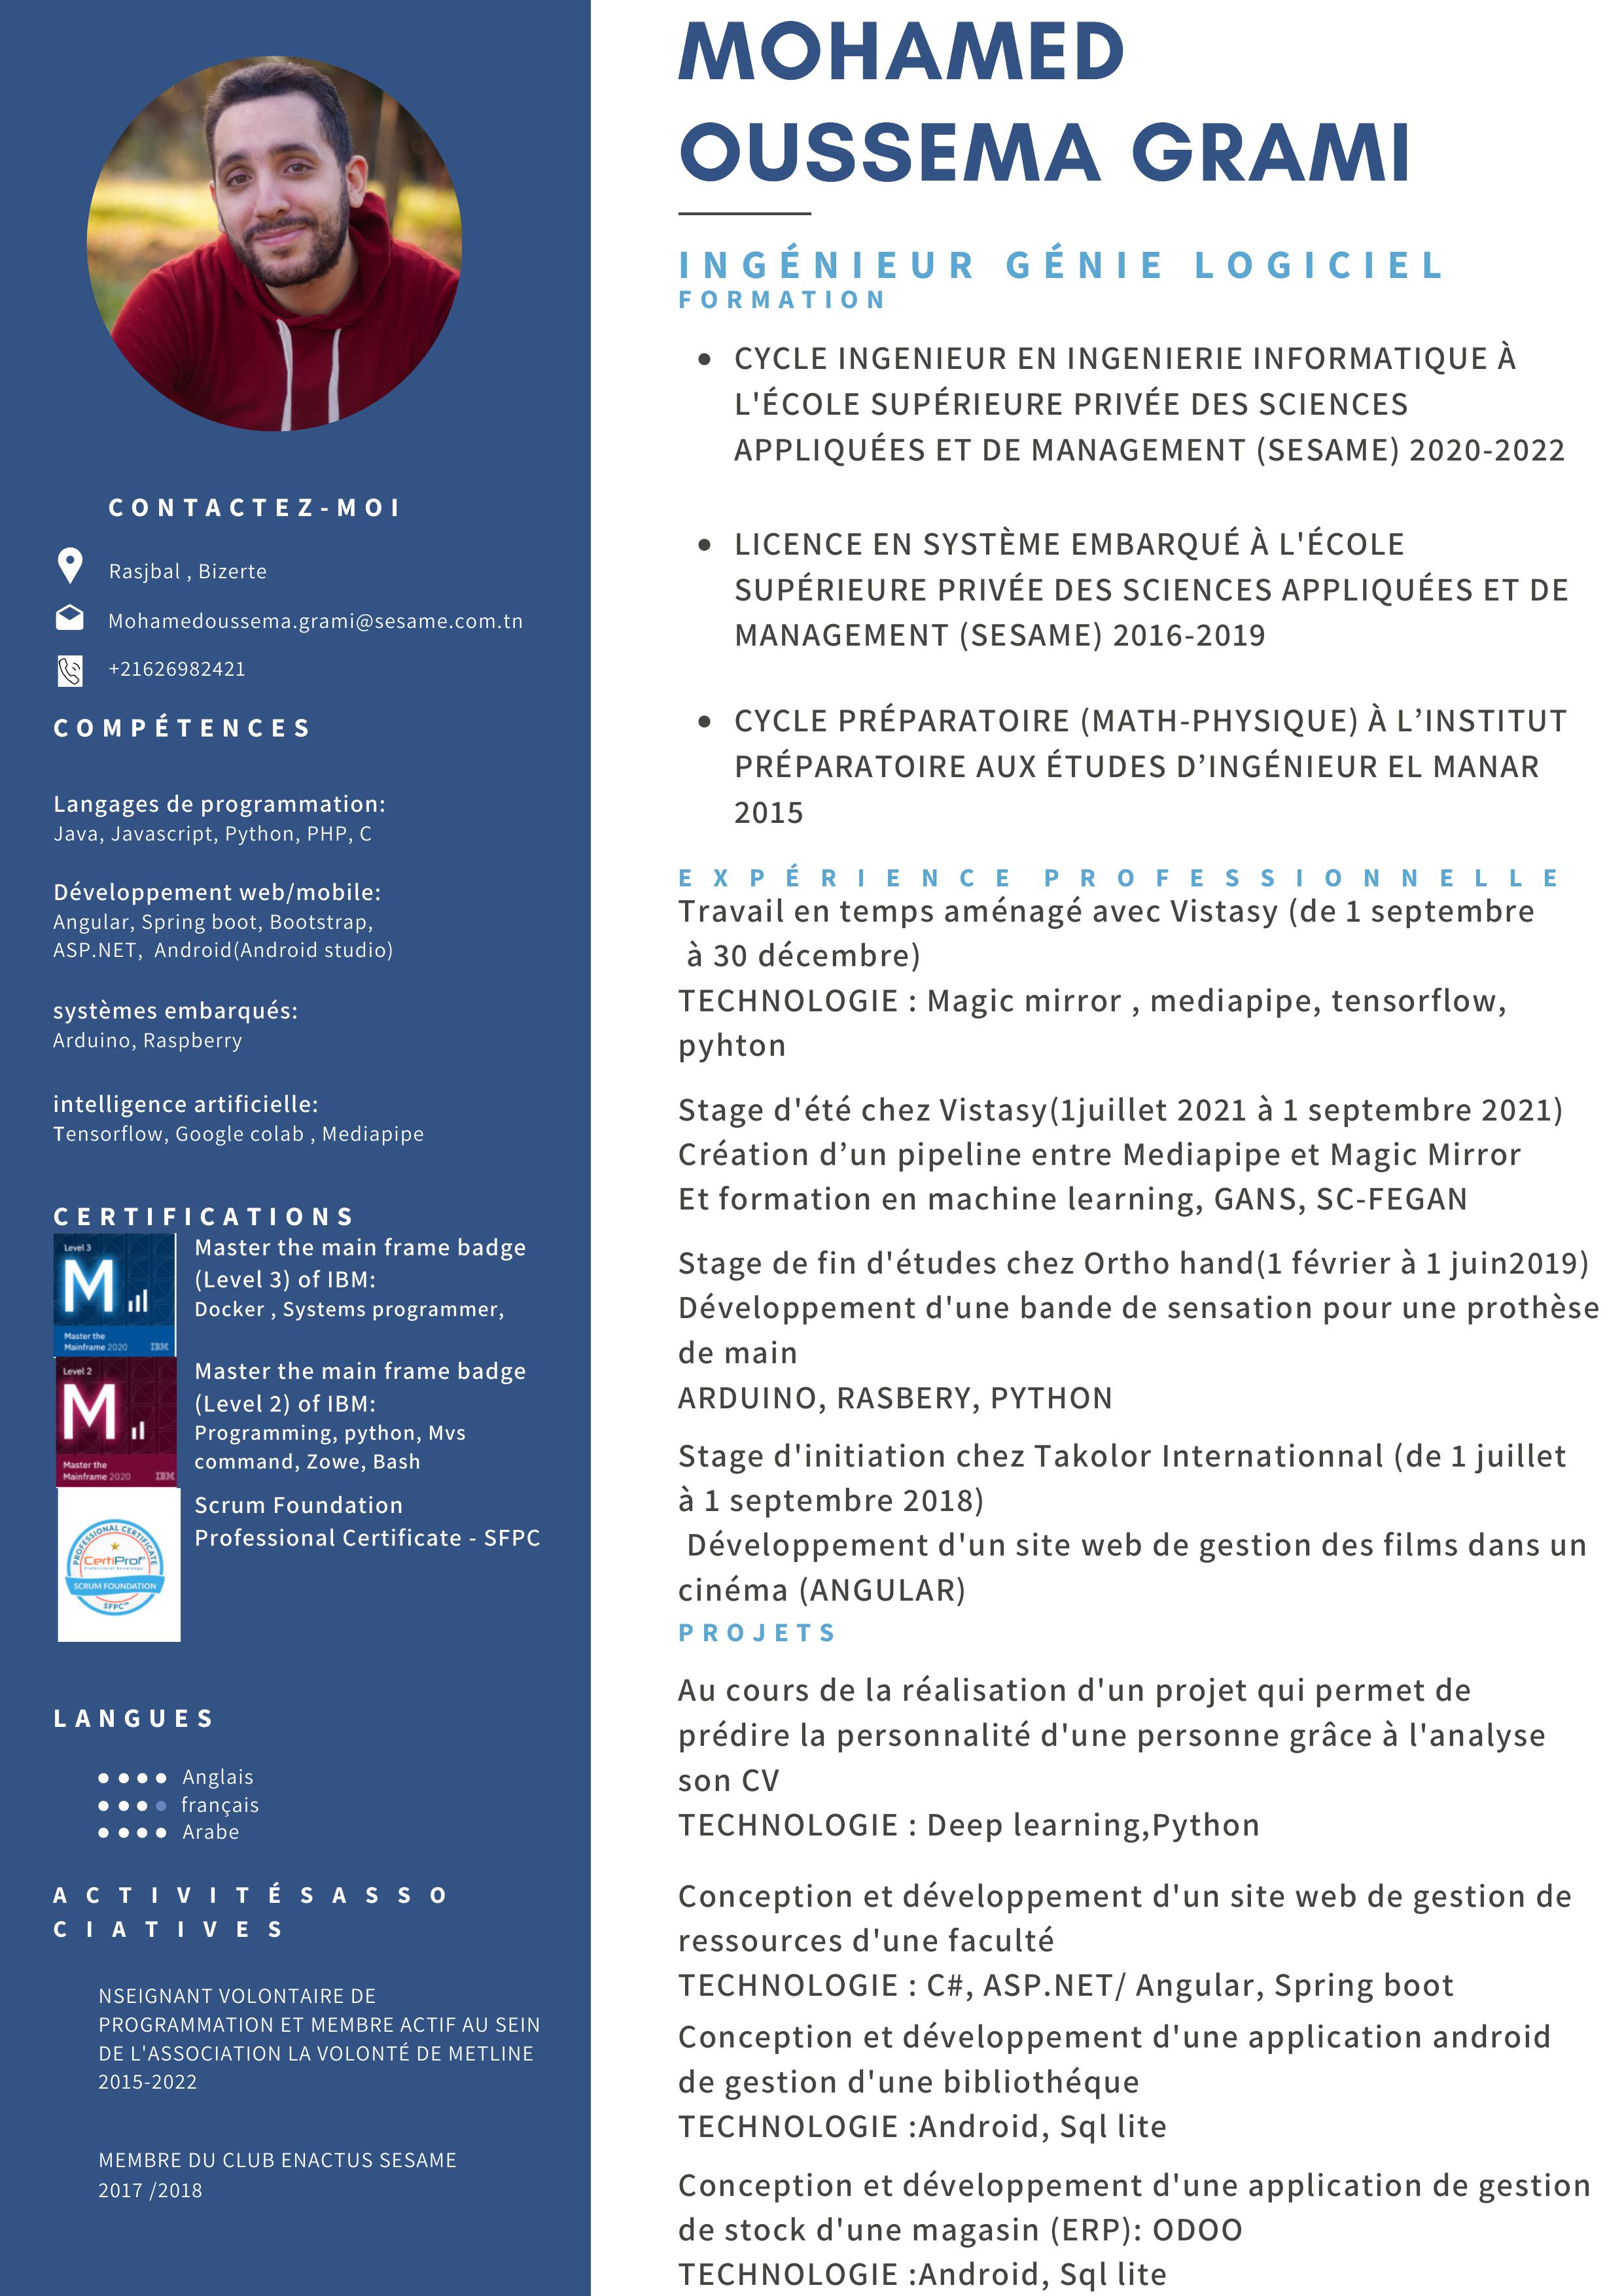 MOHAMED
OUSSEMA GRAMI
INGÉNIEUR GÉNIE LOGICIEL
FORMATION
CYCLE INGENIEUR EN INGENIERIE INFORMATIQUE À
L'ÉCOLE SUPÉRIEURE PRIVÉE DES SCIENCES
APPLIQUÉES ET DE MANAGEMENT (SESAME) 2020-2022
LICENCE EN SYSTÈME EMBARQUÉ À L'ÉCOLE
SUPÉRIEURE PRIVÉE DES SCIENCES APPLIQUÉES ET DE
MANAGEMENT (SESAME) 2016-2019
CYCLE PRÉPARATOIRE (MATH-PHYSIQUE) À L’INSTITUT
PRÉPARATOIRE AUX ÉTUDES D’INGÉNIEUR EL MANAR
2015
EXPÉRIENCE PROFESSIONNELLE
Travail en temps aménagé avec Vistasy (de 1 septembre
à 30 décembre)
TECHNOLOGIE : Magic mirror , mediapipe, tensorflow,
pyhton
Stage d'été chez Vistasy(1juillet 2021 à 1 septembre 2021)
Création d’un pipeline entre Mediapipe et Magic Mirror
Et formation en machine learning, GANS, SC-FEGAN
Stage de fin d'études chez Ortho hand(1 février à 1 juin2019)
Développement d'une bande de sensation pour une prothèse
de main
ARDUINO, RASBERY, PYTHON
Stage d'initiation chez Takolor Internationnal (de 1 juillet
à 1 septembre 2018)
Développement d'un site web de gestion des films dans un
cinéma (ANGULAR)
PROJETS
Au cours de la réalisation d'un projet qui permet de
prédire la personnalité d'une personne grâce à l'analyse
son CV
TECHNOLOGIE : Deep learning,Python
Conception et développement d'un site web de gestion de
ressources d'une faculté
TECHNOLOGIE : C#, ASP.NET/ Angular, Spring boot
Conception et développement d'une application android
de gestion d'une bibliothéque
TECHNOLOGIE :Android, Sql lite
Conception et développement d'une application de gestion
de stock d'une magasin (ERP): ODOO
TECHNOLOGIE :Android, Sql lite
CONTACTEZ-MOI
Rasjbal , Bizerte
Mohamedoussema.grami@sesame.com.tn
+21626982421
COMPÉTENCES
Langages de programmation:
Java, Javascript, Python, PHP, C
Développement web/mobile:
Angular, Spring boot, Bootstrap,
ASP.NET, Android(Android studio)
systèmes embarqués:
Arduino, Raspberry
intelligence artificielle:
Tensorflow, Google colab , Mediapipe
CERTIFICATIONS
Level 3
M
Master the
Mainframe 2020 IBM
Master the main frame badge
(Level 3) of IBM:
Docker , Systems programmer,
Level 2
M
Master the
Mainframe 2020 IBM
Master the main frame badge
(Level 2) of IBM:
Programming, python, Mvs
command, Zowe, Bash
PROFESSIONAL CERTIFICATE
CertiProf
Professional Knowledge
SCRUM FOUNDATION
SFPC™
Scrum Foundation
Professional Certificate - SFPC
LANGUES
Anglais
français
Arabe
ACTIVITÉSASSO
CIATIVES
NSEIGNANT VOLONTAIRE DE
PROGRAMMATION ET MEMBRE ACTIF AU SEIN
DE L'ASSOCIATION LA VOLONTÉ DE METLINE
2015-2022
MEMBRE DU CLUB ENACTUS SESAME
2017 /2018